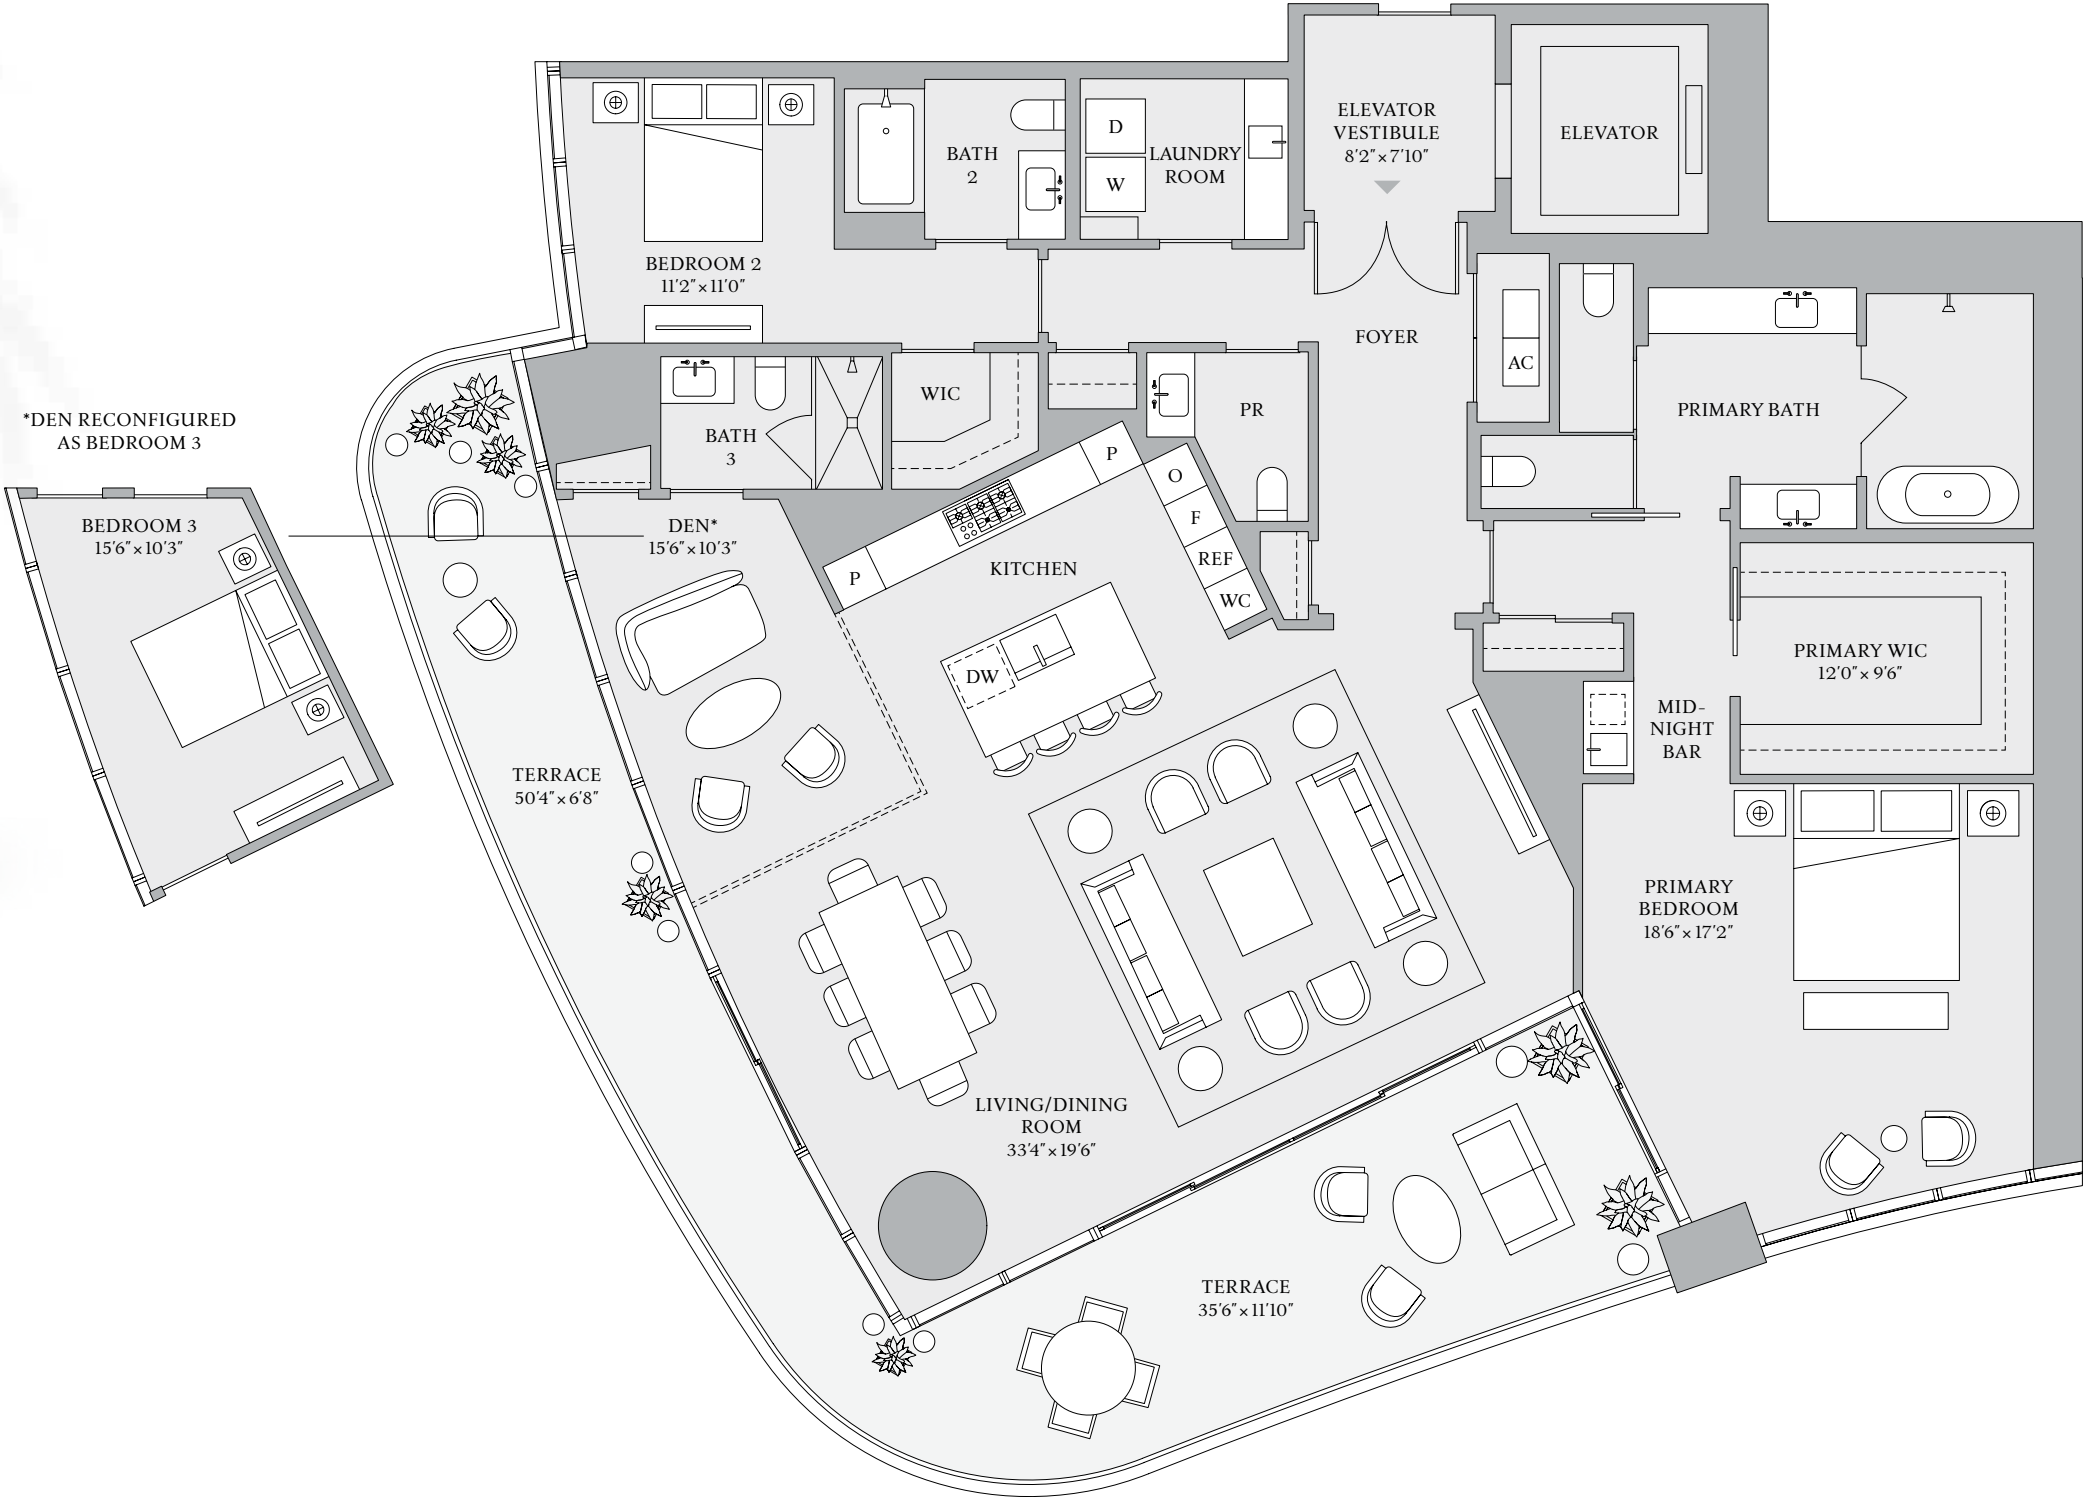 ELEVATOR
VESTIBULE
8'2"×7'10"
ELEVATOR
D
W
LAUNDRY
ROOM
BATH
2
BEDROOM 2
11'2"×11'0"
FOYER
AC
PRIMARY BATH
WIC
PR
BATH
3
*DEN RECONFIGURED
AS BEDROOM 3
BEDROOM 3
15'6"×10'3"
DEN*
15'6"×10'3"
P
P
O
F
REF
WC
KITCHEN
DW
PRIMARY WIC
12'0"×9'6"
MID-
NIGHT
BAR
TERRACE
50'4"×6'8"
PRIMARY
BEDROOM
18'6"×17'2"
LIVING/DINING
ROOM
33'4"×19'6"
TERRACE
35'6"×11'10"